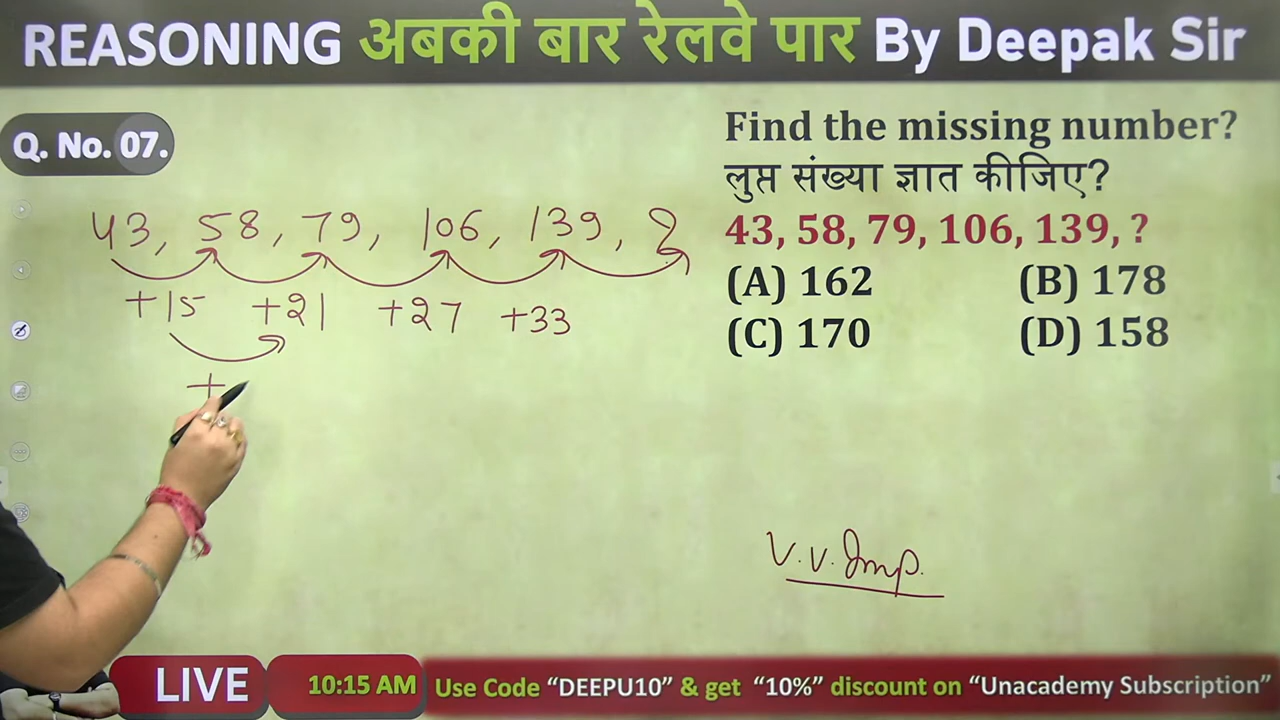 REASONING अबकी बार रेलवे पार By Deepak Sir
Q. No. 07.
Find the missing number?
लुप्त संख्या ज्ञात कीजिए?
43, 58, 79, 106, 139, ?
(A) 162 (B) 178
(C) 170 (D) 158
43, 58, 79, 106, 139, ?
+15 +21 +27 +33
+
V.V.Imp.
LIVE 10:15 AM Use Code “DEEPU10” & get “10%” discount on “Unacademy Subscription”